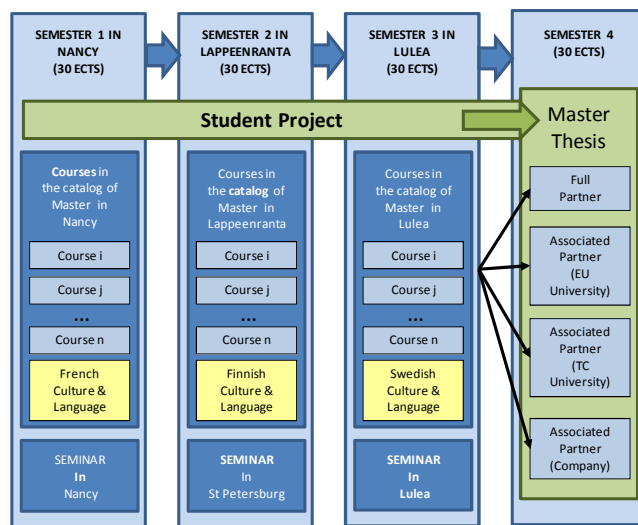 SEMESTER 1 IN
NANCY
(30 ECTS)
SEMESTER 2 IN
LAPPEENRANTA
(30 ECTS)
SEMESTER 3 IN
LULEA
(30 ECTS)
SEMESTER 4
(30 ECTS)
Student Project
Master
Thesis
Courses in
the catalog of
Master in
Nancy
Course i
Course j
...
Course n
French
Culture &
Language
SEMINAR
In
Nancy
Courses in
the catalog of
Master in
Lappeenranta
Course i
Course j
...
Course n
Finnish
Culture &
Language
SEMINAR
In
St Petersburg
Courses in
the catalog of
Master in
Lulea
Course i
Course j
...
Course n
Swedish
Culture &
Language
SEMINAR
In
Lulea
Full
Partner
Associated
Partner
(EU
University)
Associated
Partner
(TC
University)
Associated
Partner
(Company)